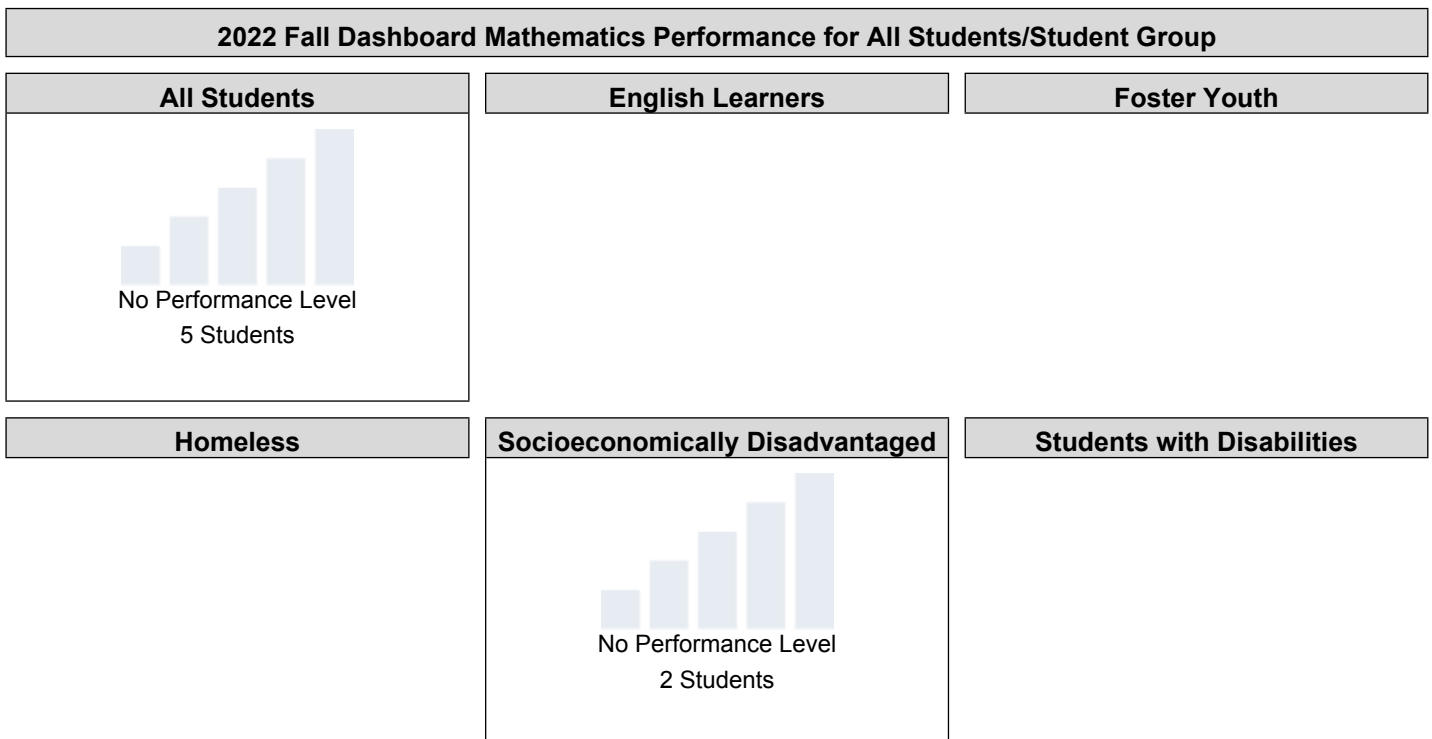 2022 Fall Dashboard Mathematics Performance for All Students/Student Group
All Students
English Learners
Foster Youth
No Performance Level
5 Students
Homeless
Socioeconomically Disadvantaged
Students with Disabilities
No Performance Level
2 Students